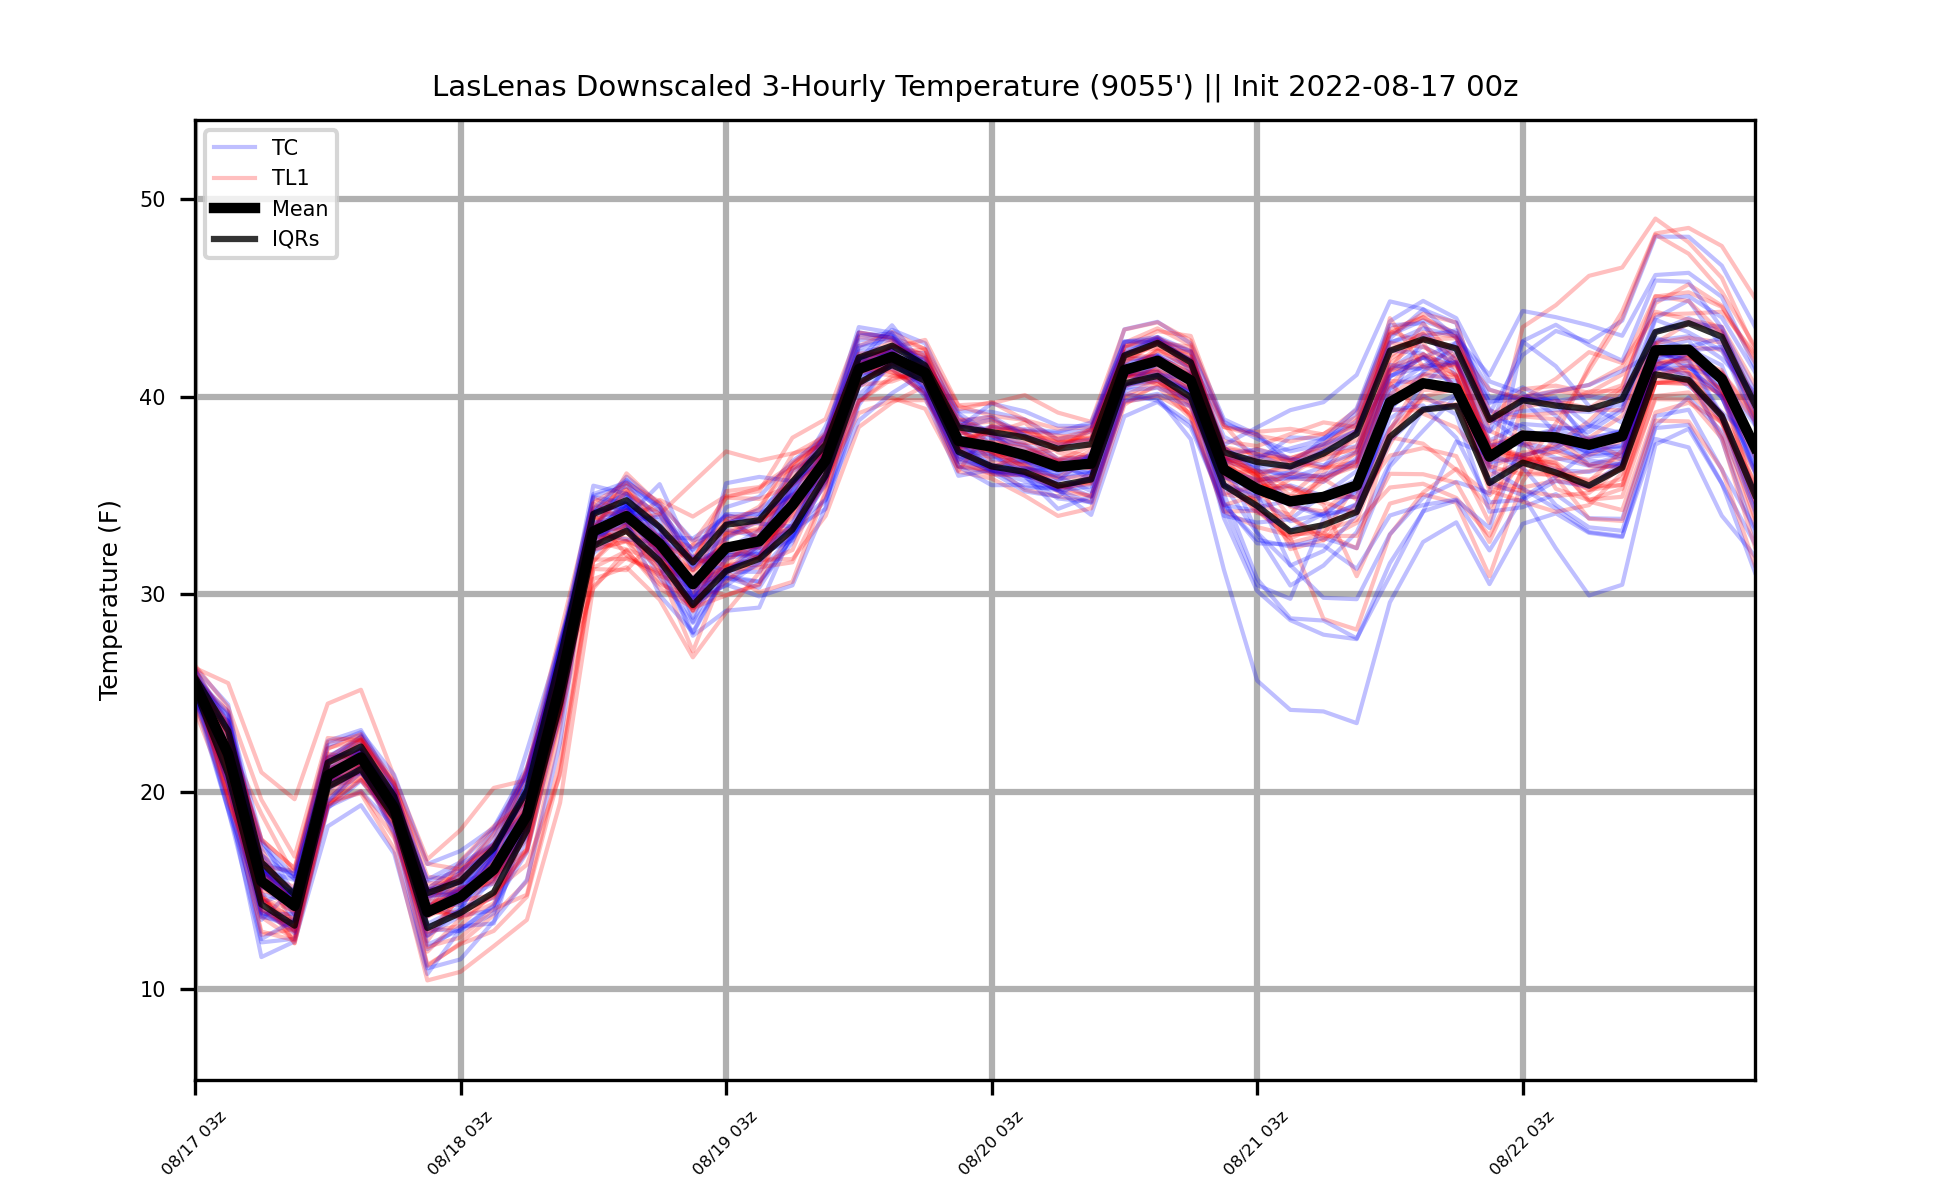 LasLenas Downscaled 3-Hourly Temperature (9055') || Init 2022-08-17 00z
TC
TL1
Mean
IQRs
Temperature (F)
50
40
30
20
10
08/17 03z
08/18 03z
08/19 03z
08/20 03z
08/21 03z
08/22 03z